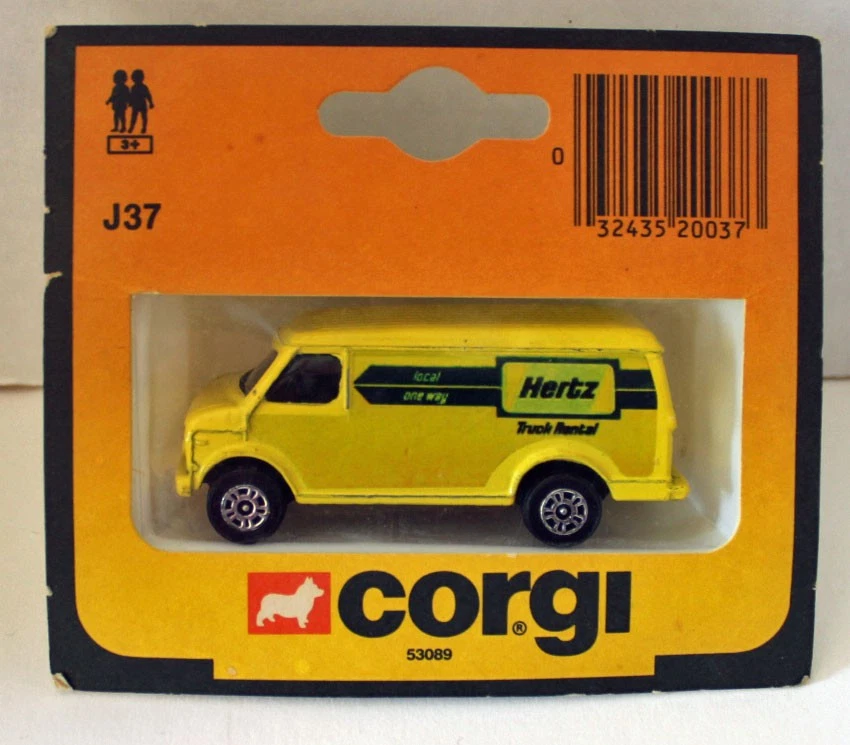 3+
J37
0
32435 20037
local
one way
Hertz
Truck Rental
corgi®
53089